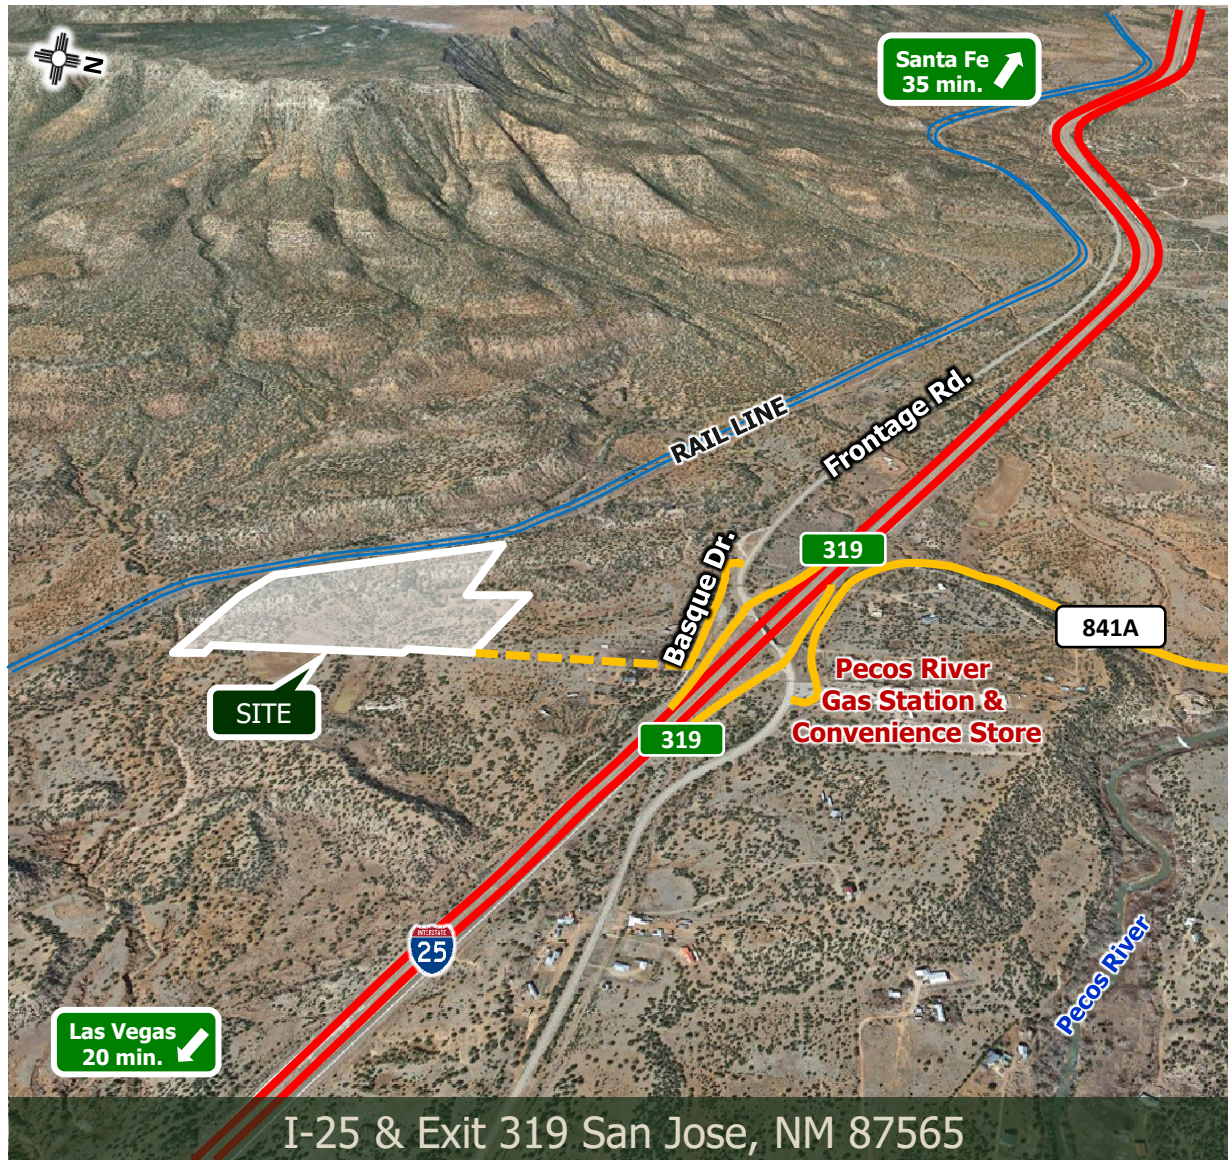 N
Santa Fe
35 min.
RAIL LINE
Frontage Rd.
Basque Dr.
319
841A
SITE
Pecos River
Gas Station &
Convenience Store
319
INTERSTATE
25
Pecos River
Las Vegas
20 min.
I-25 & Exit 319 San Jose, NM 87565